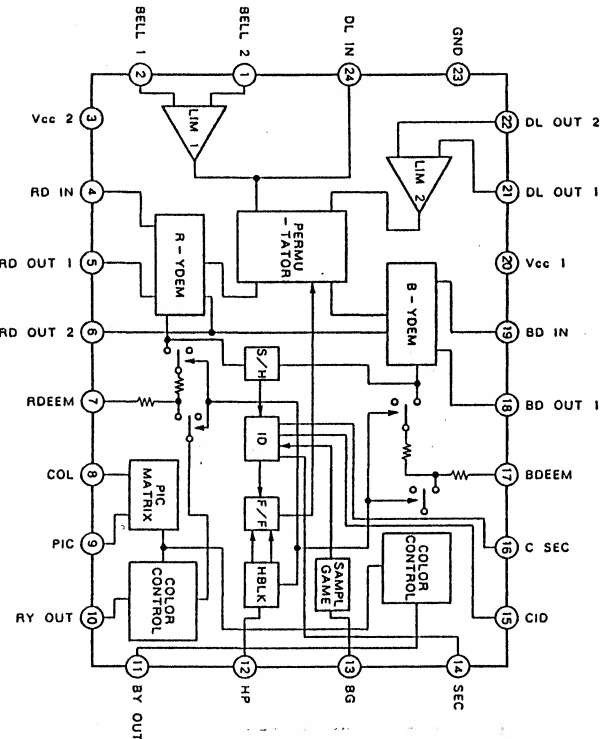 BELL 1
BELL 2
DL IN
GND
2
1
24
23
Vcc 2
3
RD IN
4
RD OUT 1
5
RD OUT 2
6
RDEEM
7
COL
8
PIC
9
RY OUT
10
22
DL OUT 2
21
DL OUT 1
20
Vcc 1
19
BD IN
18
BD OUT 1
17
BDEEM
16
C SEC
15
CID
LIM 1
LIM 2
PERMU
-TATOR
R-YDEM
B-YDEM
S/H
ID
F/F
HBLK
SAMPL
GAME
PIC
MATRIX
COLOR
CONTROL
COLOR
CONTROL
11
12
13
14
BY OUT
HP
BG
SEC